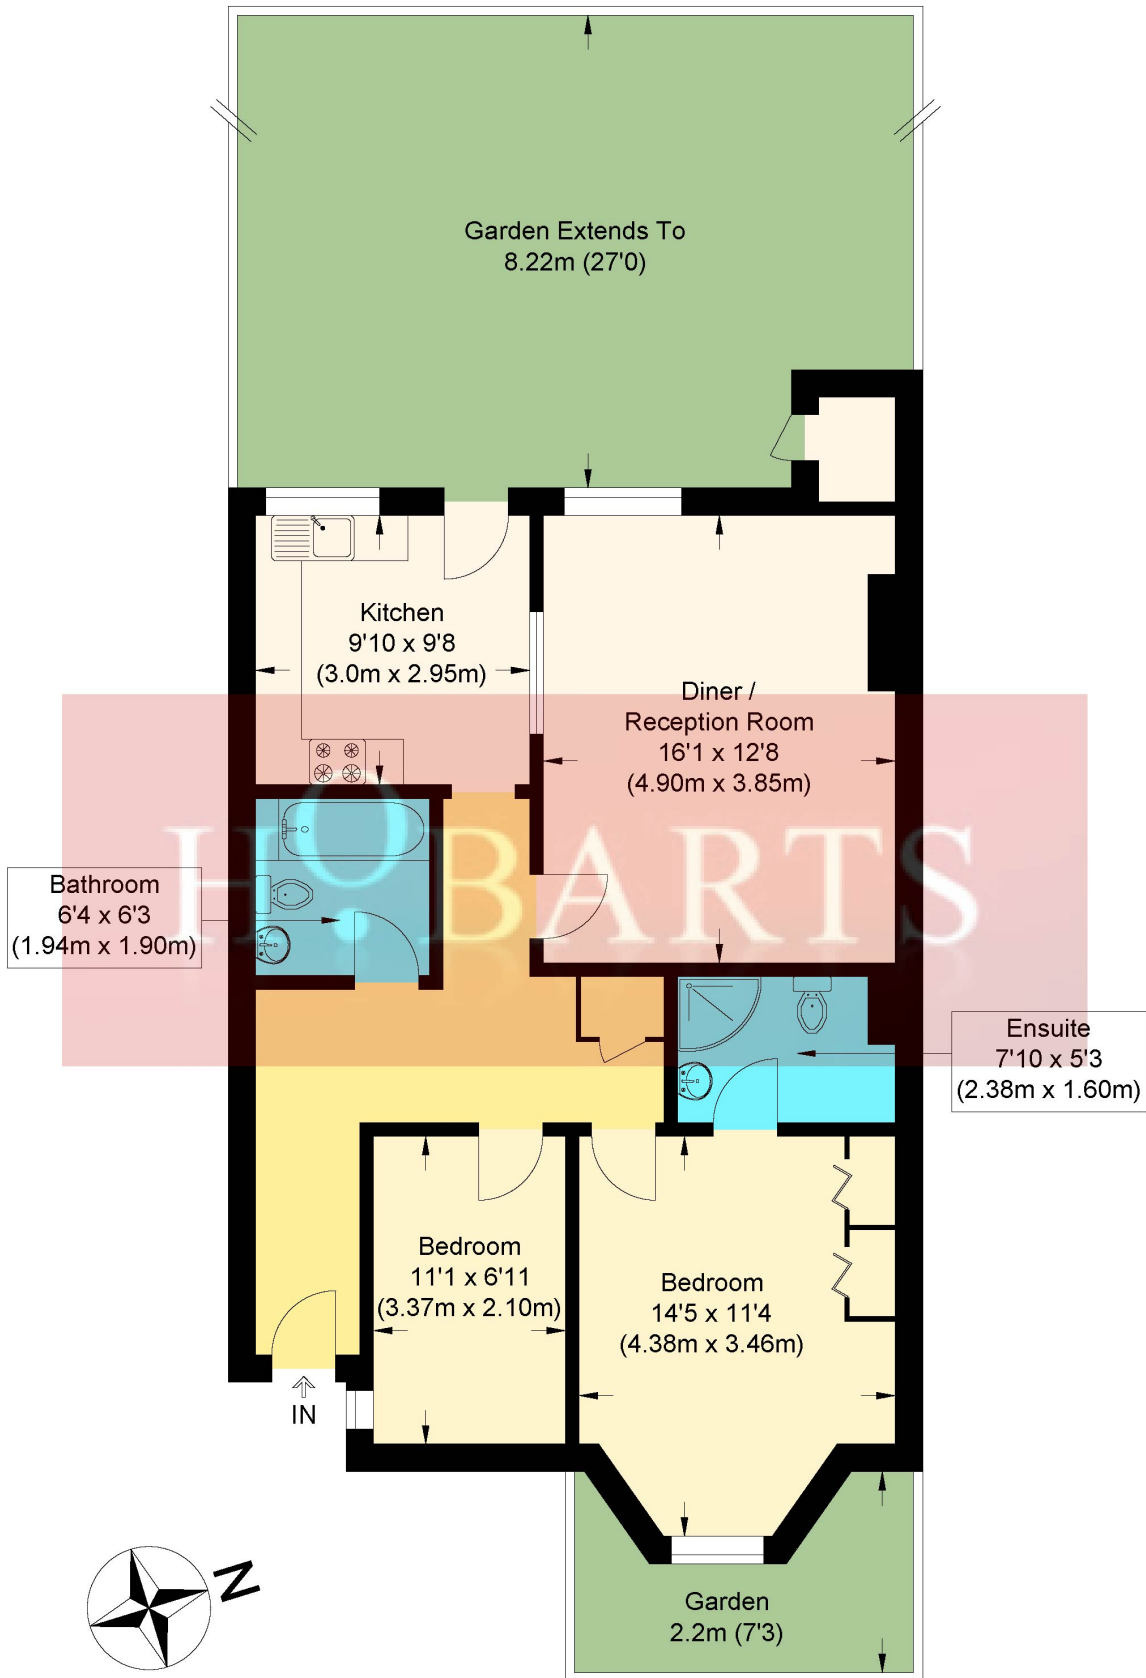 Garden Extends To
8.22m (27'0)
Kitchen
9'10 x 9'8
(3.0m x 2.95m)
Diner /
Reception Room
16'1 x 12'8
(4.90m x 3.85m)
HOBARTS
Bathroom
6'4 x 6'3
(1.94m x 1.90m)
Ensuite
7'10 x 5'3
(2.38m x 1.60m)
Bedroom
11'1 x 6'11
(3.37m x 2.10m)
Bedroom
14'5 x 11'4
(4.38m x 3.46m)
IN
N
Garden
2.2m (7'3)